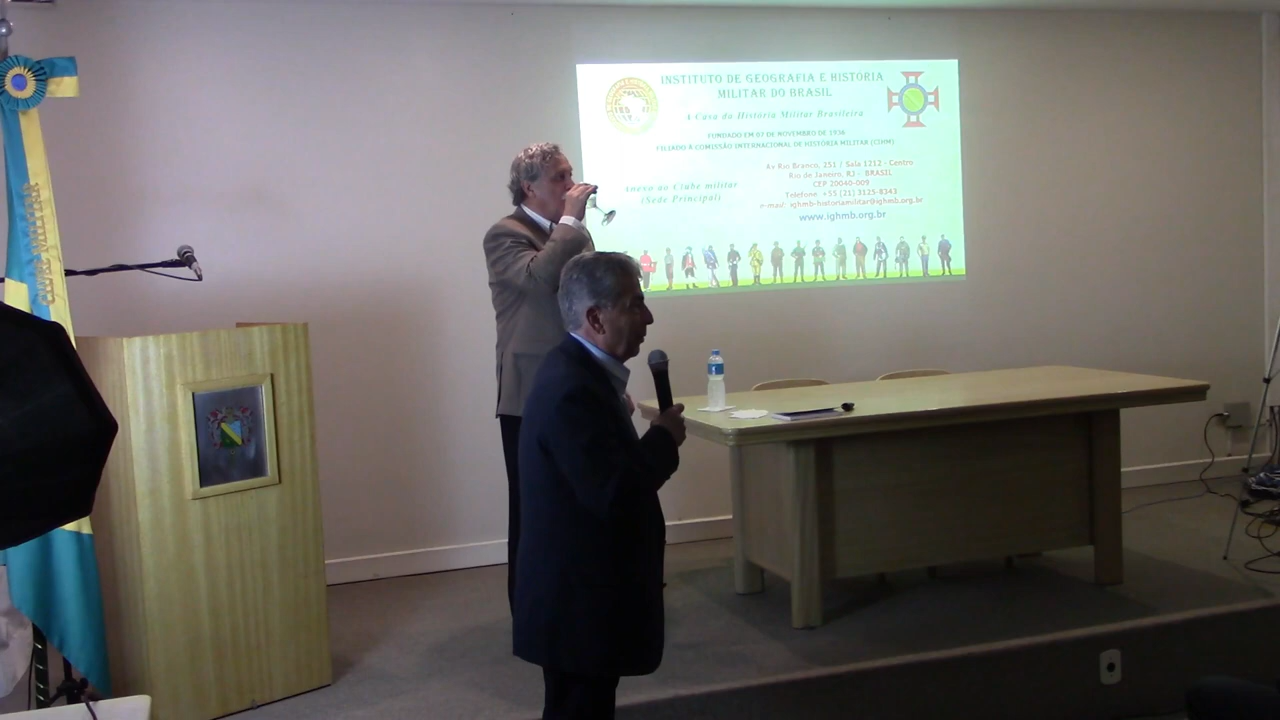 INSTITUTO DE GEOGRAFIA E HISTÓRIA
MILITAR DO BRASIL
A Casa da História Militar Brasileira
FUNDADO EM 07 DE NOVEMBRO DE 1936
FILIADO À COMISSÃO INTERNACIONAL DE HISTÓRIA MILITAR (CIHM)
Anexo ao Clube militar
(Sede Principal)
Av Rio Branco, 251 / Sala 1212 - Centro
Rio de Janeiro, RJ - BRASIL
CEP 20040-009
Telefone: +55 (21) 3125-8343
e-mail: ighmb-historiamilitar@ighmb.org.br
www.ighmb.org.br
CLUBE MILITAR